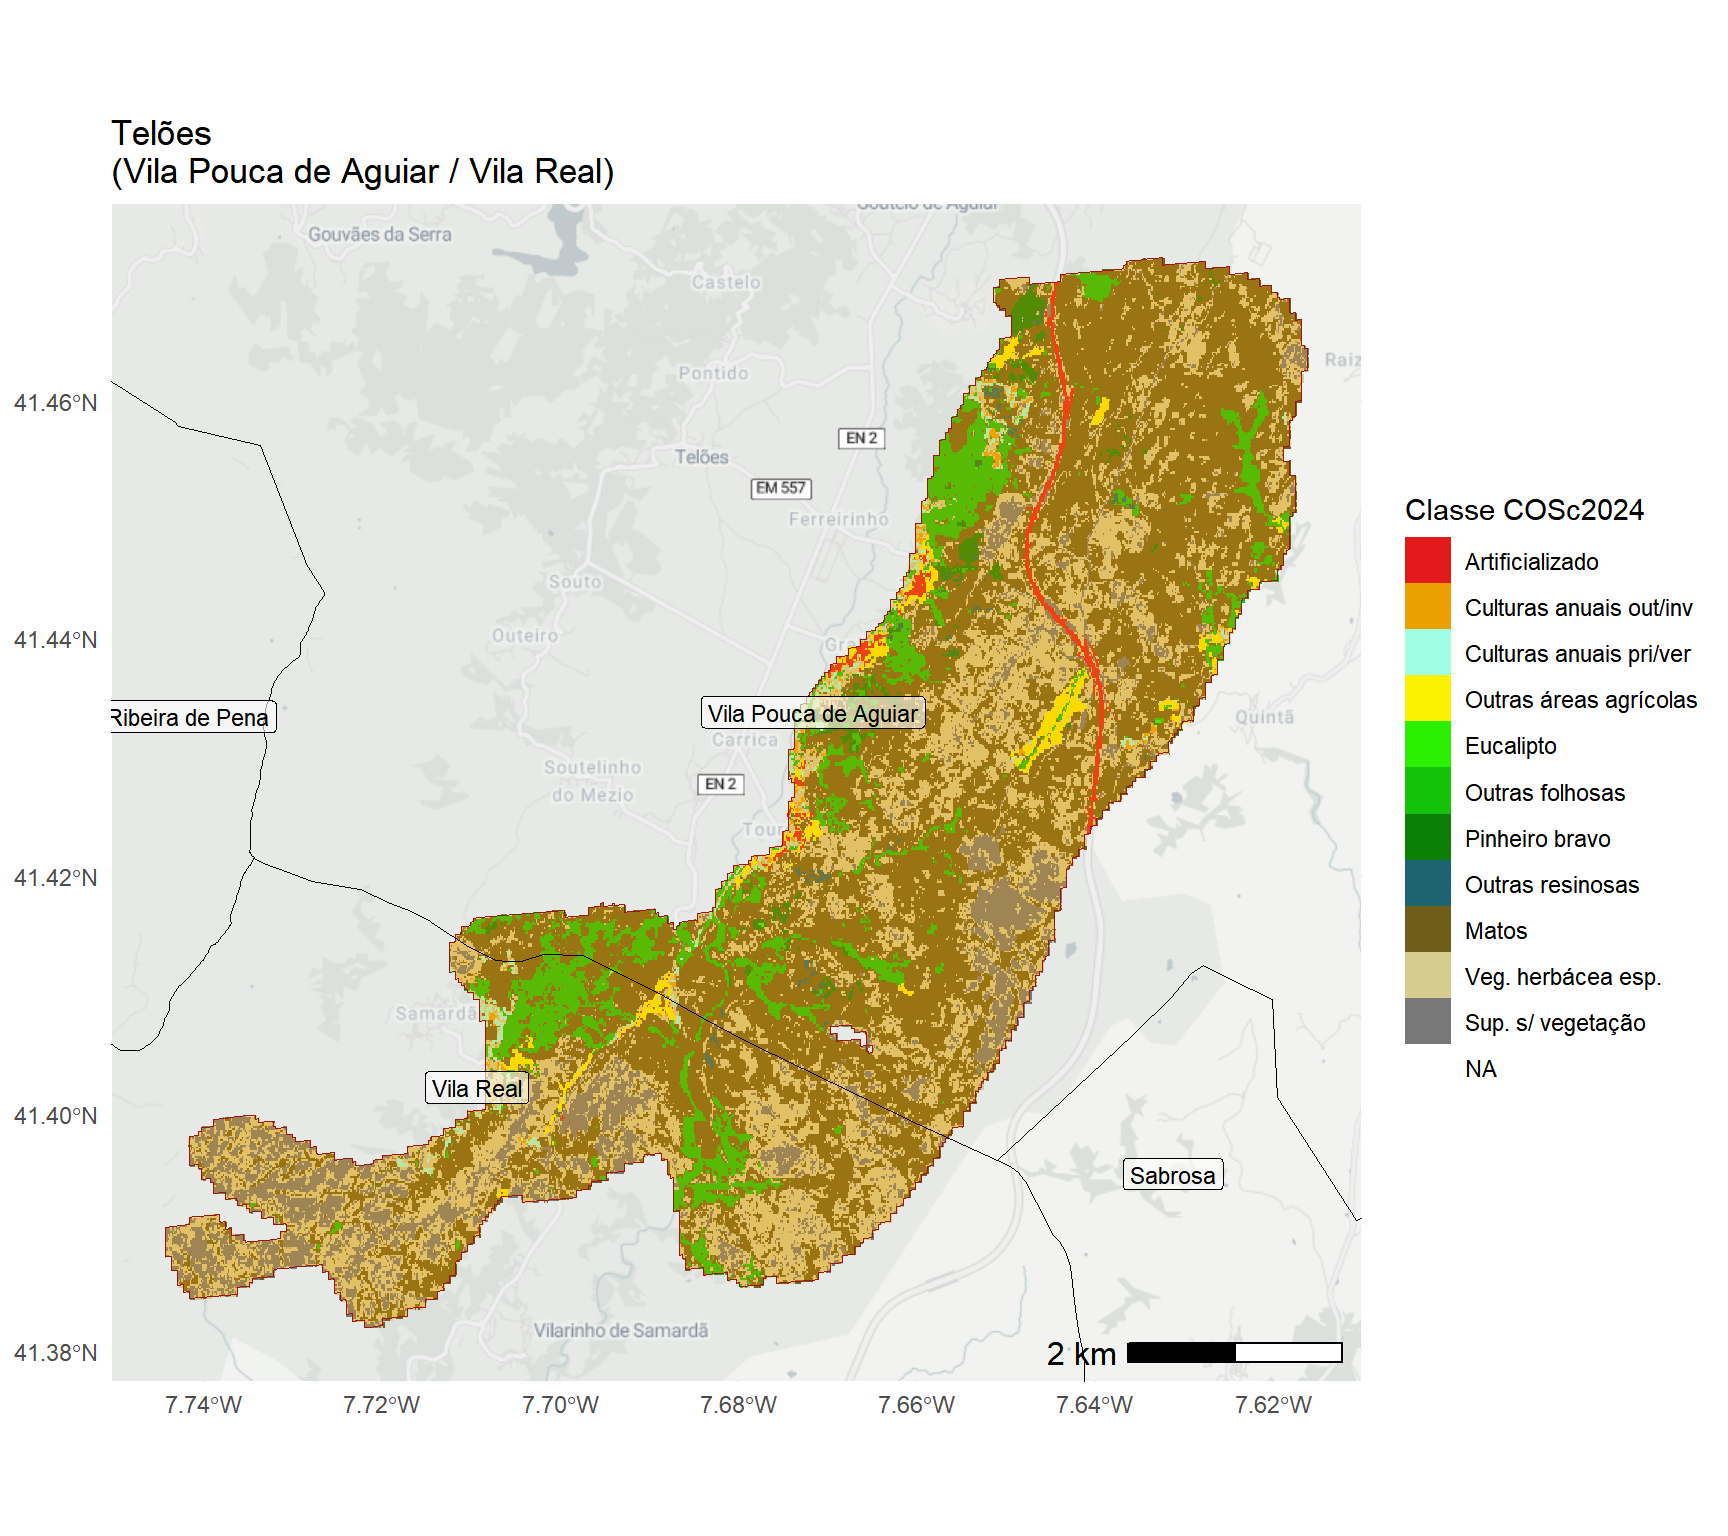 Telões
(Vila Pouca de Aguiar / Vila Real)
Soutelo de Aguiar
Gouvães da Serra
Castelo
Raiz
Pontido
41.46°N
EN 2
Telões
EM 557
Ferreirinho
Classe COSc2024
Artificializado
Culturas anuais out/inv
Culturas anuais pri/ver
Outras áreas agrícolas
Eucalipto
Outras folhosas
Pinheiro bravo
Outras resinosas
Matos
Veg. herbácea esp.
Sup. s/ vegetação
NA
Souto
41.44°N
Outeiro
Gra
Ribeira de Pena
Vila Pouca de Aguiar
Quintã
Carrica
Soutelinho
do Mezio
EN 2
Tour
41.42°N
Samardã
Vila Real
41.40°N
Sabrosa
Vilarinho de Samardã
2 km
41.38°N
7.74°W
7.72°W
7.70°W
7.68°W
7.66°W
7.64°W
7.62°W